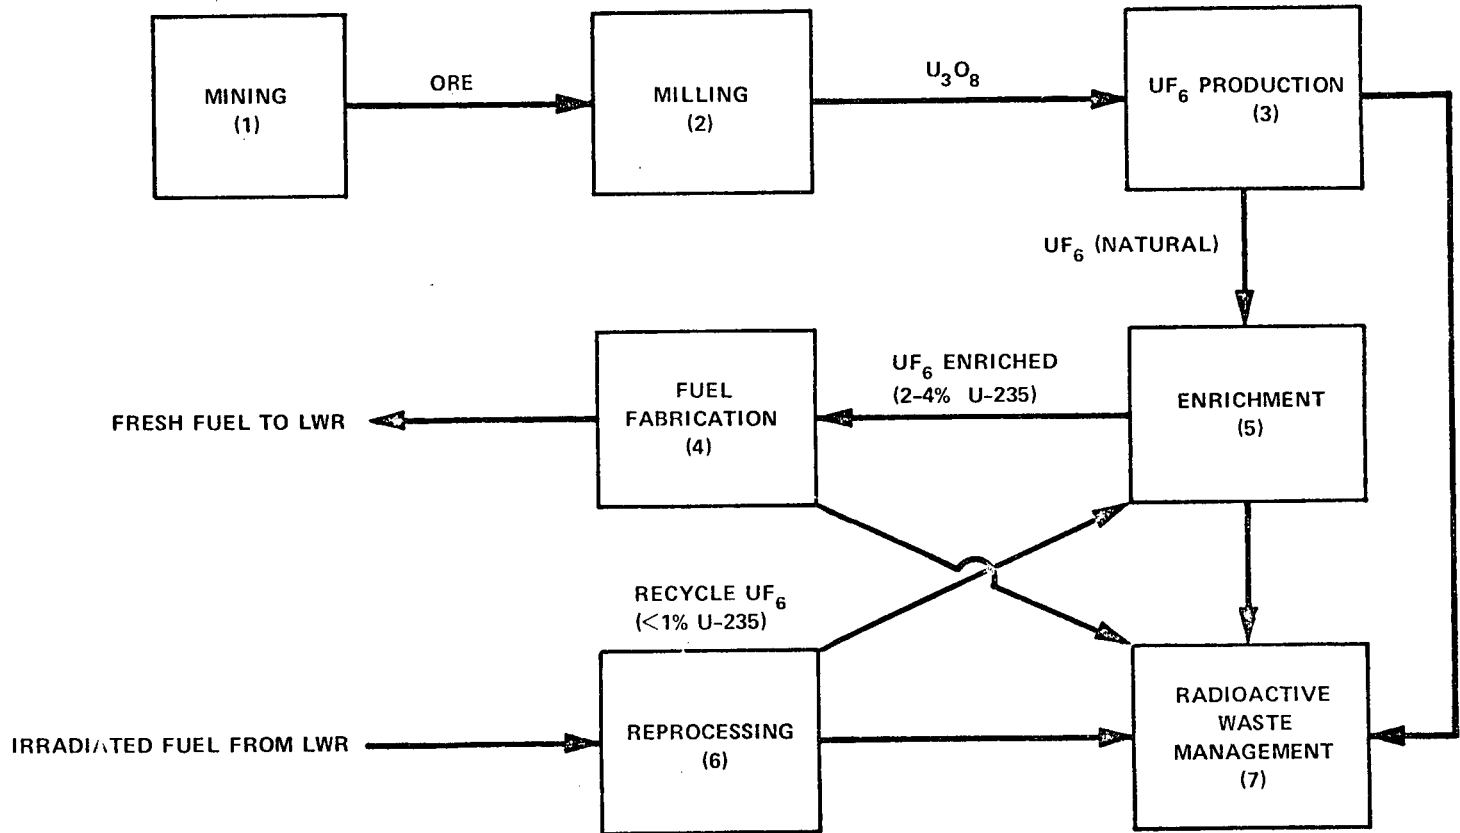 MINING
(1)
ORE
MILLING
(2)
U₃O₈
UF₆ PRODUCTION
(3)
UF₆ (NATURAL)
FRESH FUEL TO LWR
FUEL
FABRICATION
(4)
UF₆ ENRICHED
(2-4% U-235)
ENRICHMENT
(5)
RECYCLE UF₆
(<1% U-235)
IRRADIATED FUEL FROM LWR
REPROCESSING
(6)
RADIOACTIVE
WASTE
MANAGEMENT
(7)